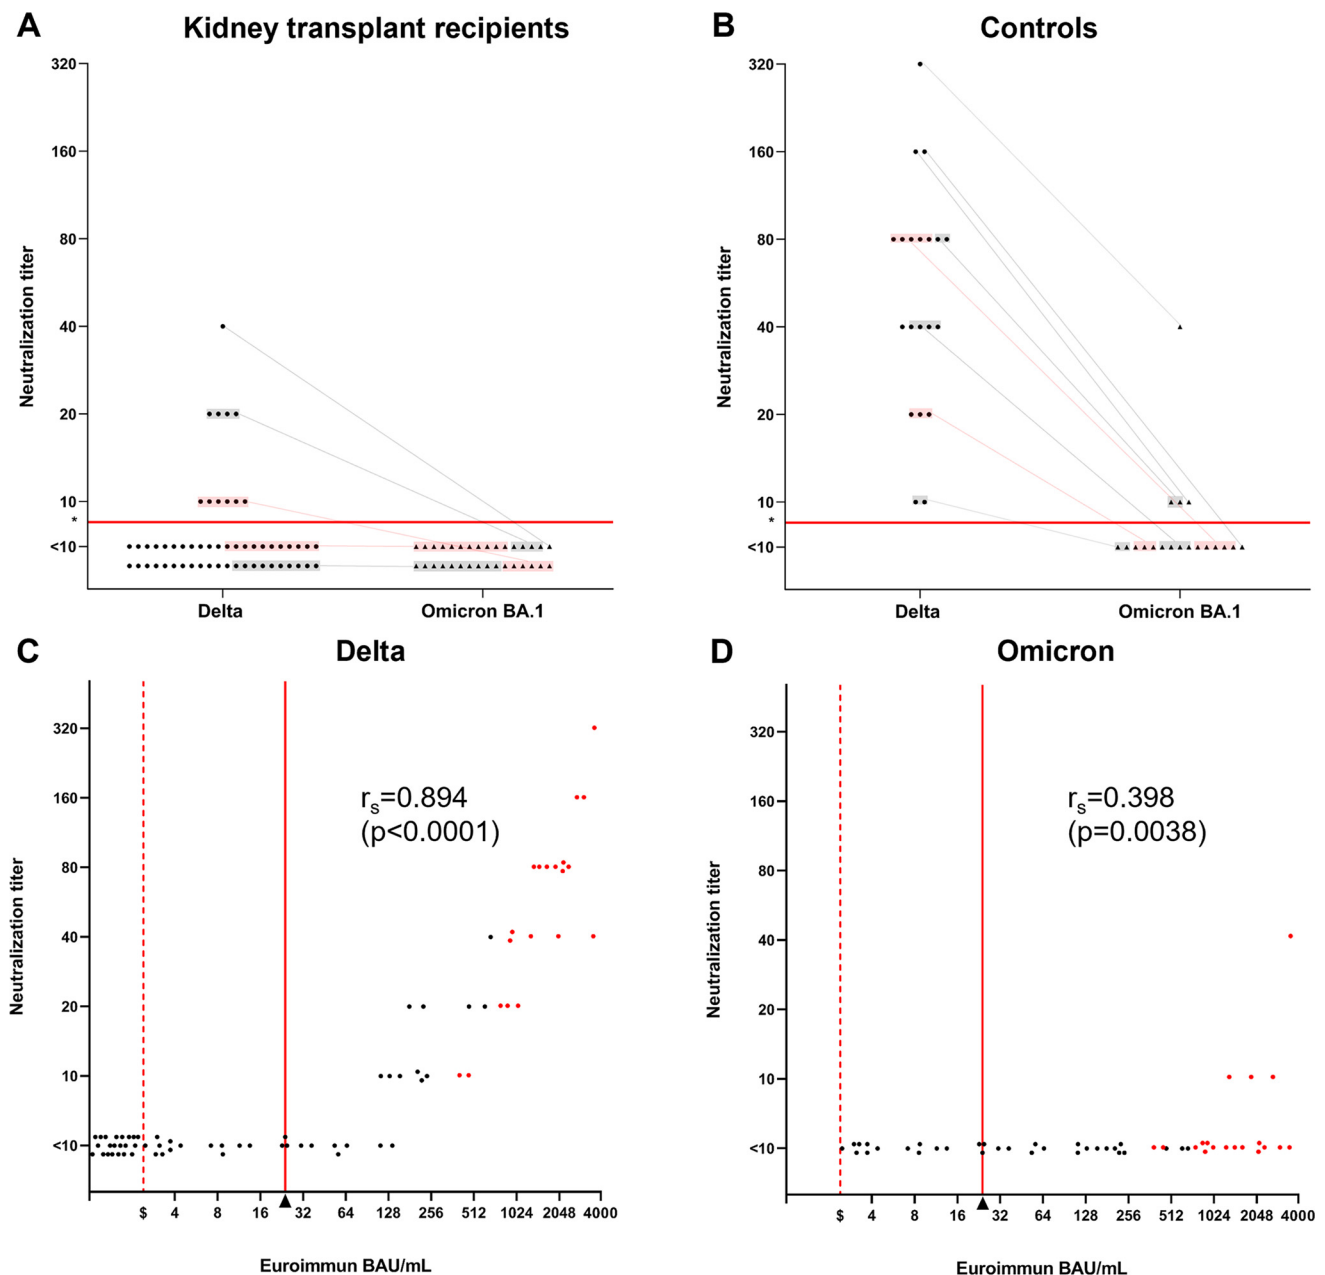 A
Kidney transplant recipients
Neutralization titer
320
160
80
40
20
10
*
<10
Delta
Omicron BA.1
B
Controls
Neutralization titer
320
160
80
40
20
10
*
<10
Delta
Omicron BA.1
C
Delta
Neutralization titer
320
160
80
40
20
10
<10
rs=0.894
(p<0.0001)
$ 4 8 16 32 64 128 256 512 1024 2048 4000
Euroimmun BAU/mL
D
Omicron
Neutralization titer
320
160
80
40
20
10
<10
rs=0.398
(p=0.0038)
$ 4 8 16 32 64 128 256 512 1024 2048 4000
Euroimmun BAU/mL